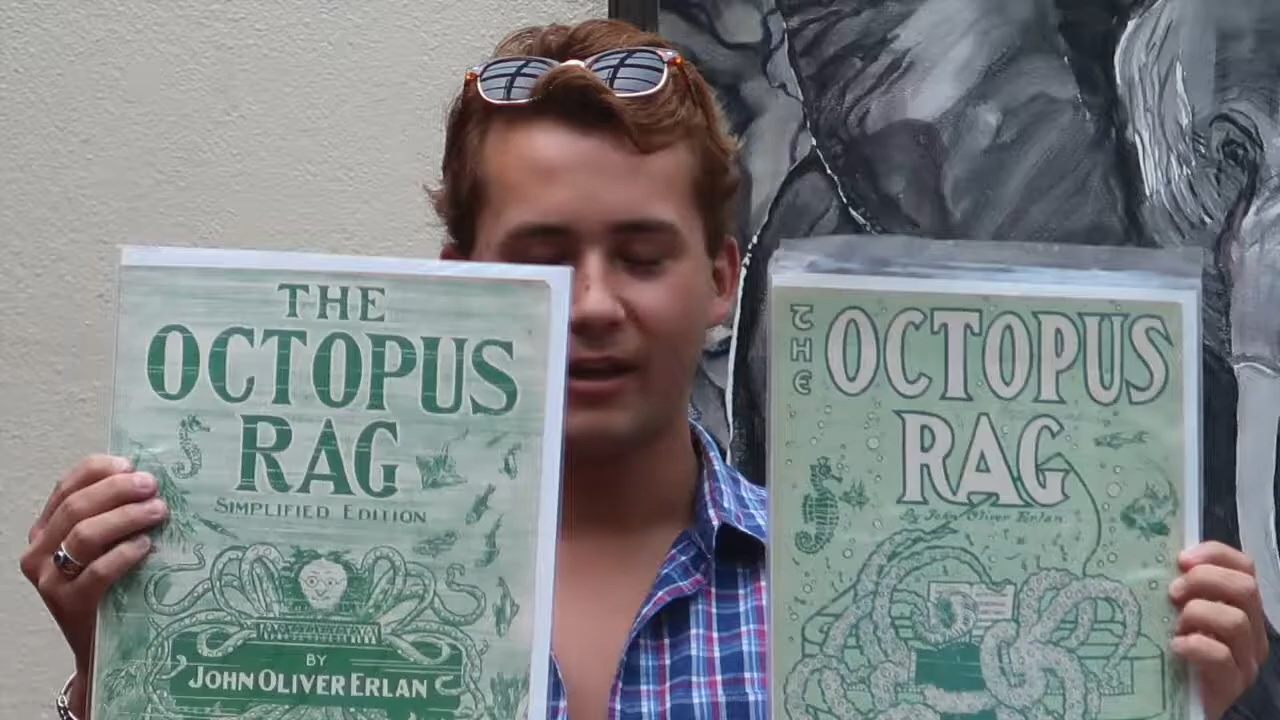 THE
OCTOPUS
RAG
SIMPLIFIED EDITION
BY
JOHN OLIVER ERLAN
THE
OCTOPUS
RAG
By John Oliver Erlan